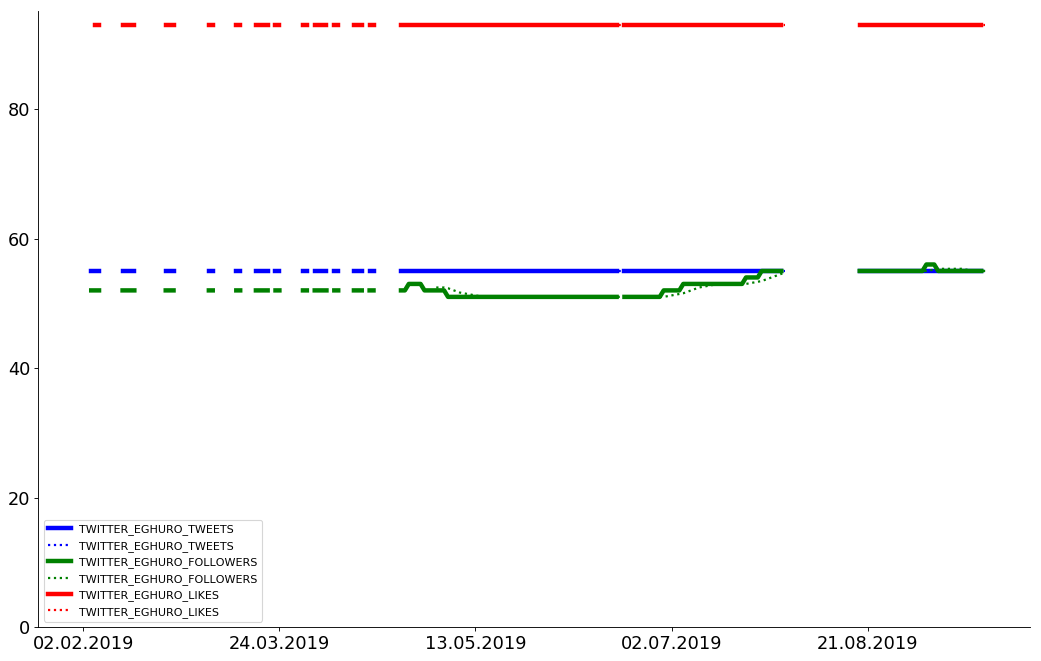 80
60
40
20
0
TWITTER_EGHURO_TWEETS
TWITTER_EGHURO_TWEETS
TWITTER_EGHURO_FOLLOWERS
TWITTER_EGHURO_FOLLOWERS
TWITTER_EGHURO_LIKES
TWITTER_EGHURO_LIKES
02.02.2019 24.03.2019 13.05.2019 02.07.2019 21.08.2019